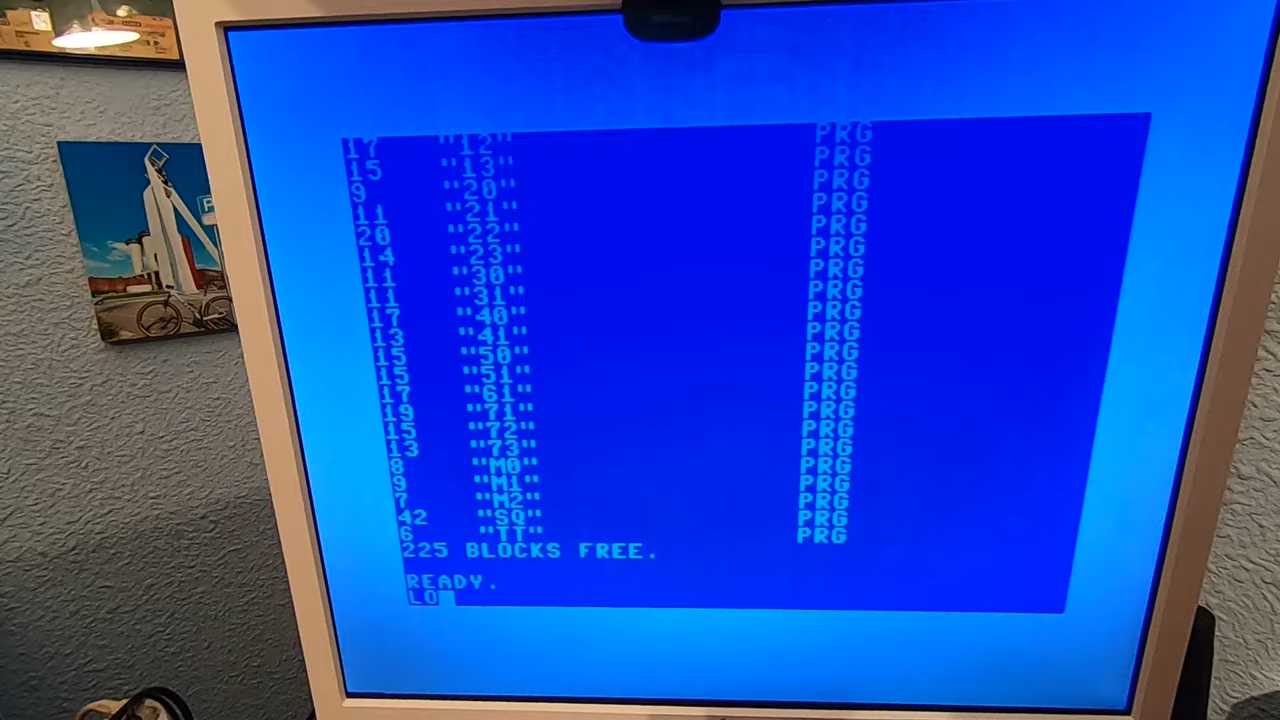 17 "12" PRG
15 "13" PRG
9 "20" PRG
11 "21" PRG
20 "22" PRG
14 "23" PRG
11 "30" PRG
11 "31" PRG
17 "40" PRG
13 "41" PRG
15 "50" PRG
15 "51" PRG
17 "61" PRG
19 "71" PRG
15 "72" PRG
13 "73" PRG
8 "M0" PRG
9 "M1" PRG
7 "M2" PRG
42 "SQ" PRG
6 "TT" PRG
225 BLOCKS FREE.
READY.
LO